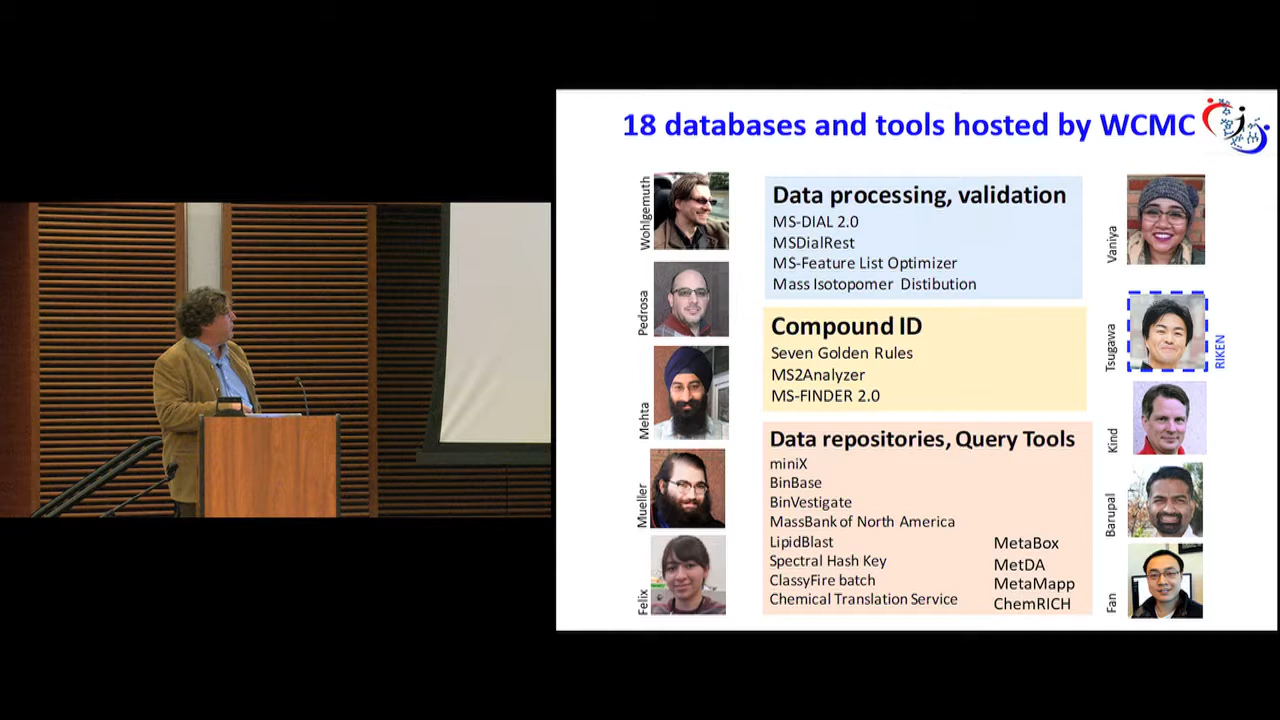 18 databases and tools hosted by WCMC
Wohlgemuth
Pedrosa
Mehta
Mueller
Felix
Data processing, validation
MS-DIAL 2.0
MSDialRest
MS-Feature List Optimizer
Mass Isotopomer Distibution
Compound ID
Seven Golden Rules
MS2Analyzer
MS-FINDER 2.0
Data repositories, Query Tools
miniX
BinBase
BinVestigate
MassBank of North America
LipidBlast
Spectral Hash Key
ClassyFire batch
Chemical Translation Service
MetaBox
MetDA
MetaMapp
ChemRICH
Vaniya
Tsugawa
RIKEN
Kind
Barupal
Fan